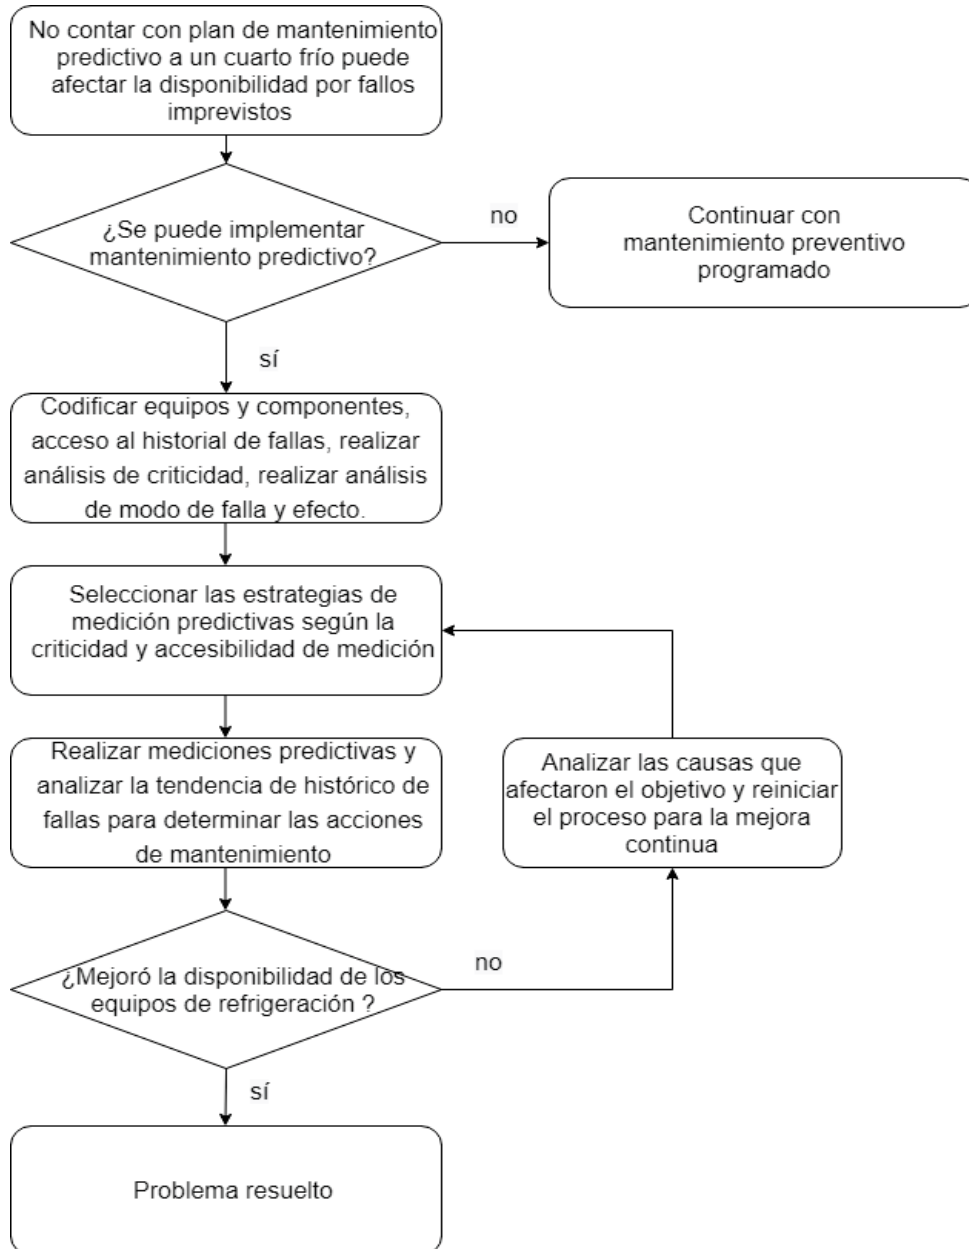 No contar con plan de mantenimiento
predictivo a un cuarto frío puede
afectar la disponibilidad por fallos
imprevistos
¿Se puede implementar
mantenimiento predictivo?
no
Continuar con
mantenimiento preventivo
programado
sí
Codificar equipos y componentes,
acceso al historial de fallas, realizar
análisis de criticidad, realizar análisis
de modo de falla y efecto.
Seleccionar las estrategias de
medición predictivas según la
criticidad y accesibilidad de medición
Realizar mediciones predictivas y
analizar la tendencia de histórico de
fallas para determinar las acciones
de mantenimiento
Analizar las causas que
afectaron el objetivo y reiniciar
el proceso para la mejora
continua
¿Mejoró la disponibilidad de los
equipos de refrigeración ?
no
sí
Problema resuelto